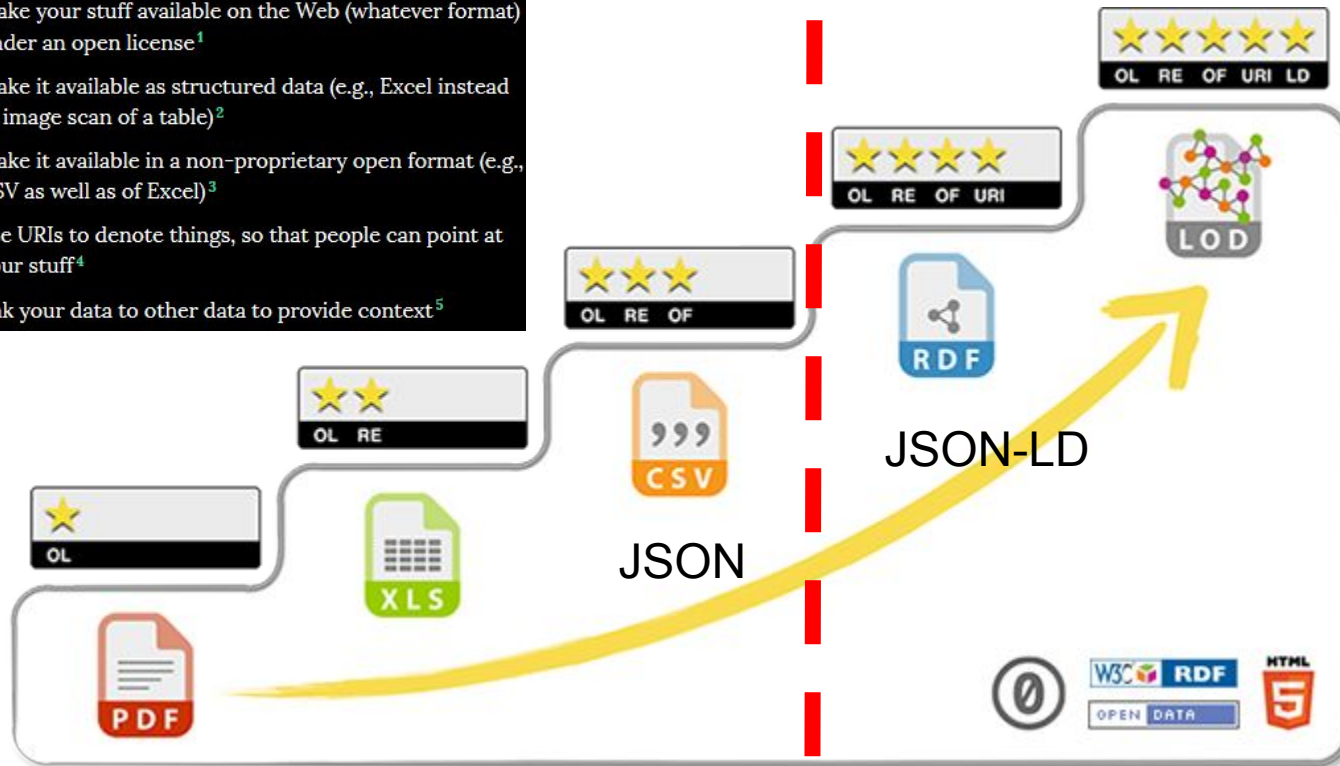 ake your stuff available on the Web (whatever format)
nder an open license¹
ake it available as structured data (e.g., Excel instead
image scan of a table)²
ake it available in a non-proprietary open format (e.g.,
SV as well as of Excel)³
e URIs to denote things, so that people can point at
our stuff⁴
nk your data to other data to provide context⁵
OL RE OF URI LD
OL RE OF URI
LOD
OL RE OF
RDF
OL RE
,,,
CSV
JSON-LD
OL
XLS
JSON
PDF
0
W3C RDF
OPEN DATA
HTML
5